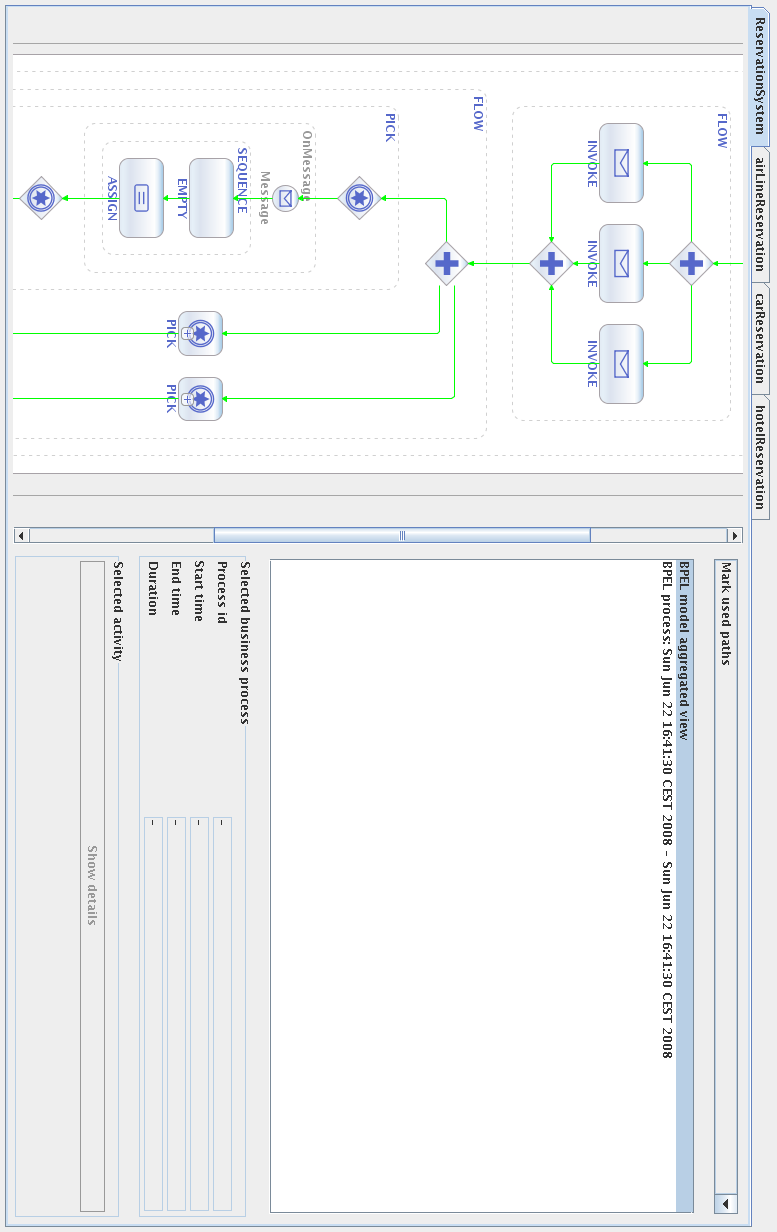 ReservationSystem
airLineReservation
carReservation
hotelReservation
FLOW
INVOKE
INVOKE
INVOKE
FLOW
PICK
OnMessage
Message
SEQUENCE
EMPTY
ASSIGN
PICK
PICK
Mark used paths
BPEL model aggregated view
BPEL process: Sun Jun 22 16:41:30 CEST 2008 - Sun Jun 22 16:41:30 CEST 2008
Selected business process
Process id -
Start time -
End time -
Duration -
Selected activity
Show details